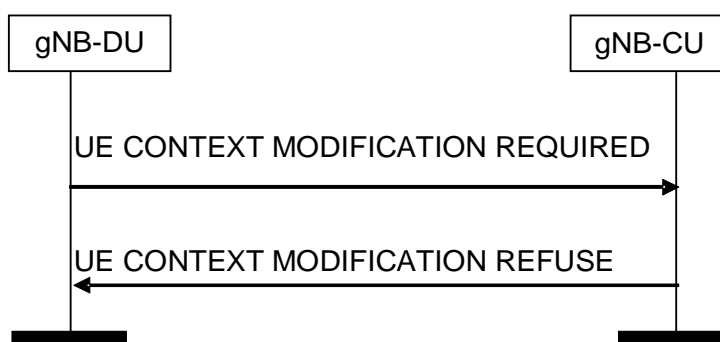 gNB-DU
gNB-CU
UE CONTEXT MODIFICATION REQUIRED
UE CONTEXT MODIFICATION REFUSE